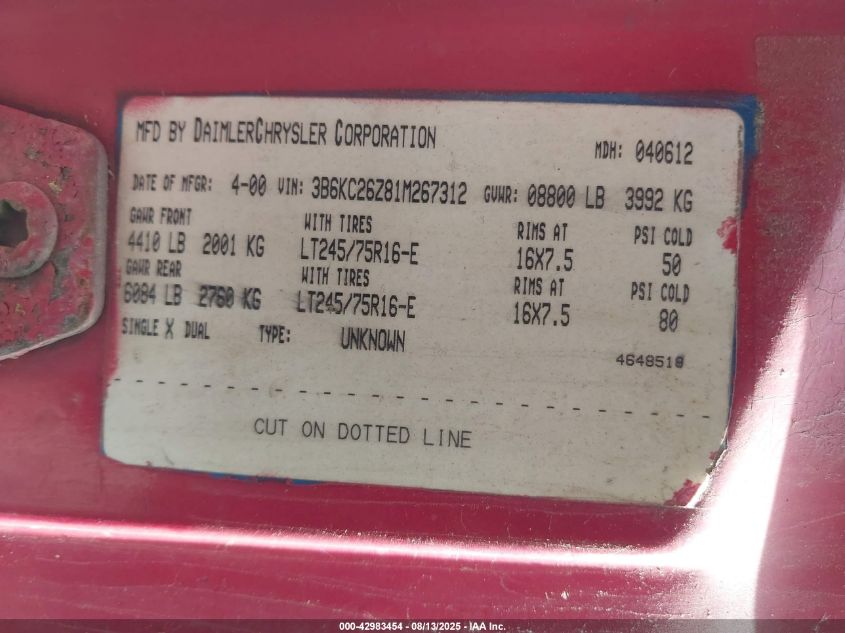 MFD BY DAIMLERCHRYSLER CORPORATION MDH: 040612
DATE OF MFGR: 4-00 VIN: 3B6KC26Z81M267312 GVWR: 08800 LB 3992 KG
GAWR FRONT WITH TIRES RIMS AT PSI COLD
4410 LB 2001 KG LT245/75R16-E 16X7.5 50
GAWR REAR WITH TIRES RIMS AT PSI COLD
6084 LB 2760 KG LT245/75R16-E 16X7.5 80
SINGLE X DUAL TYPE: UNKNOWN
4648518
CUT ON DOTTED LINE
000-42983454 - 08/13/2025 - IAA Inc.